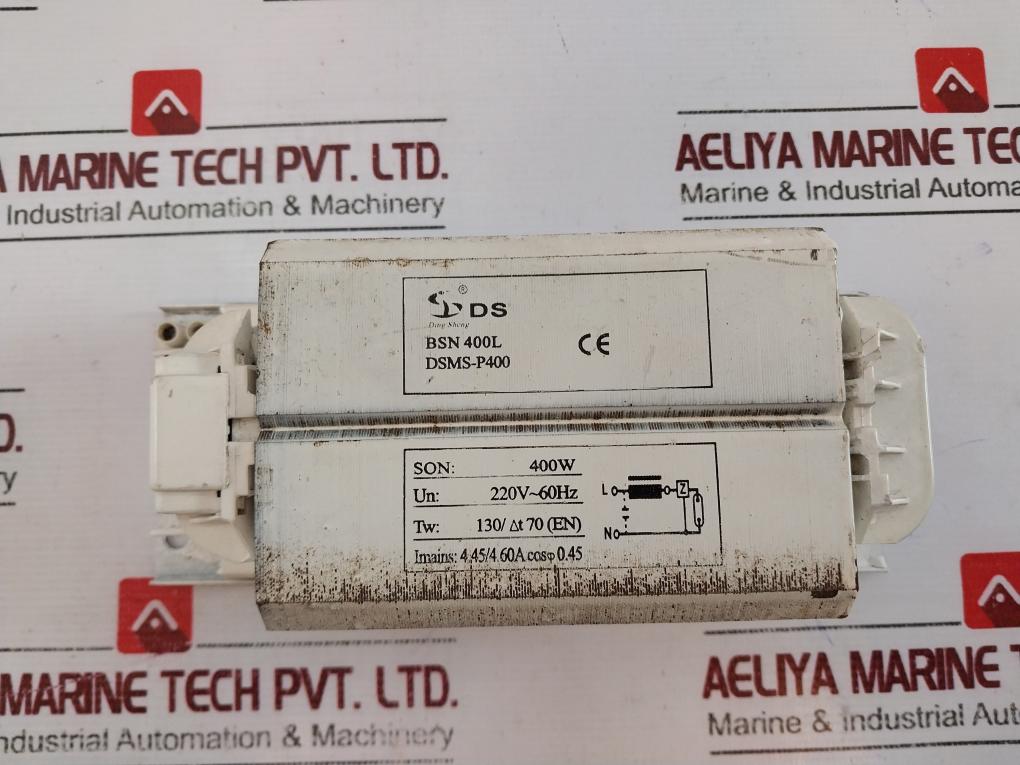 A MARINE TECH PVT. LTD.
Industrial Automation & Machinery
AELIYA MARINE TEC
Marine & Industrial Automa
®
DS
Ding Sheng
BSN 400L
DSMS-P400
CE
SON: 400W
Un: 220V~60Hz
Tw: 130/ Δt 70 (EN)
Imains: 4.45/4.60A cosφ 0.45
L
Z
N
D.
y
MARINE TECH PVT. LTD.
ndustrial Automation & Machinery
AELIYA MARINE T
Marine & Industrial Aut